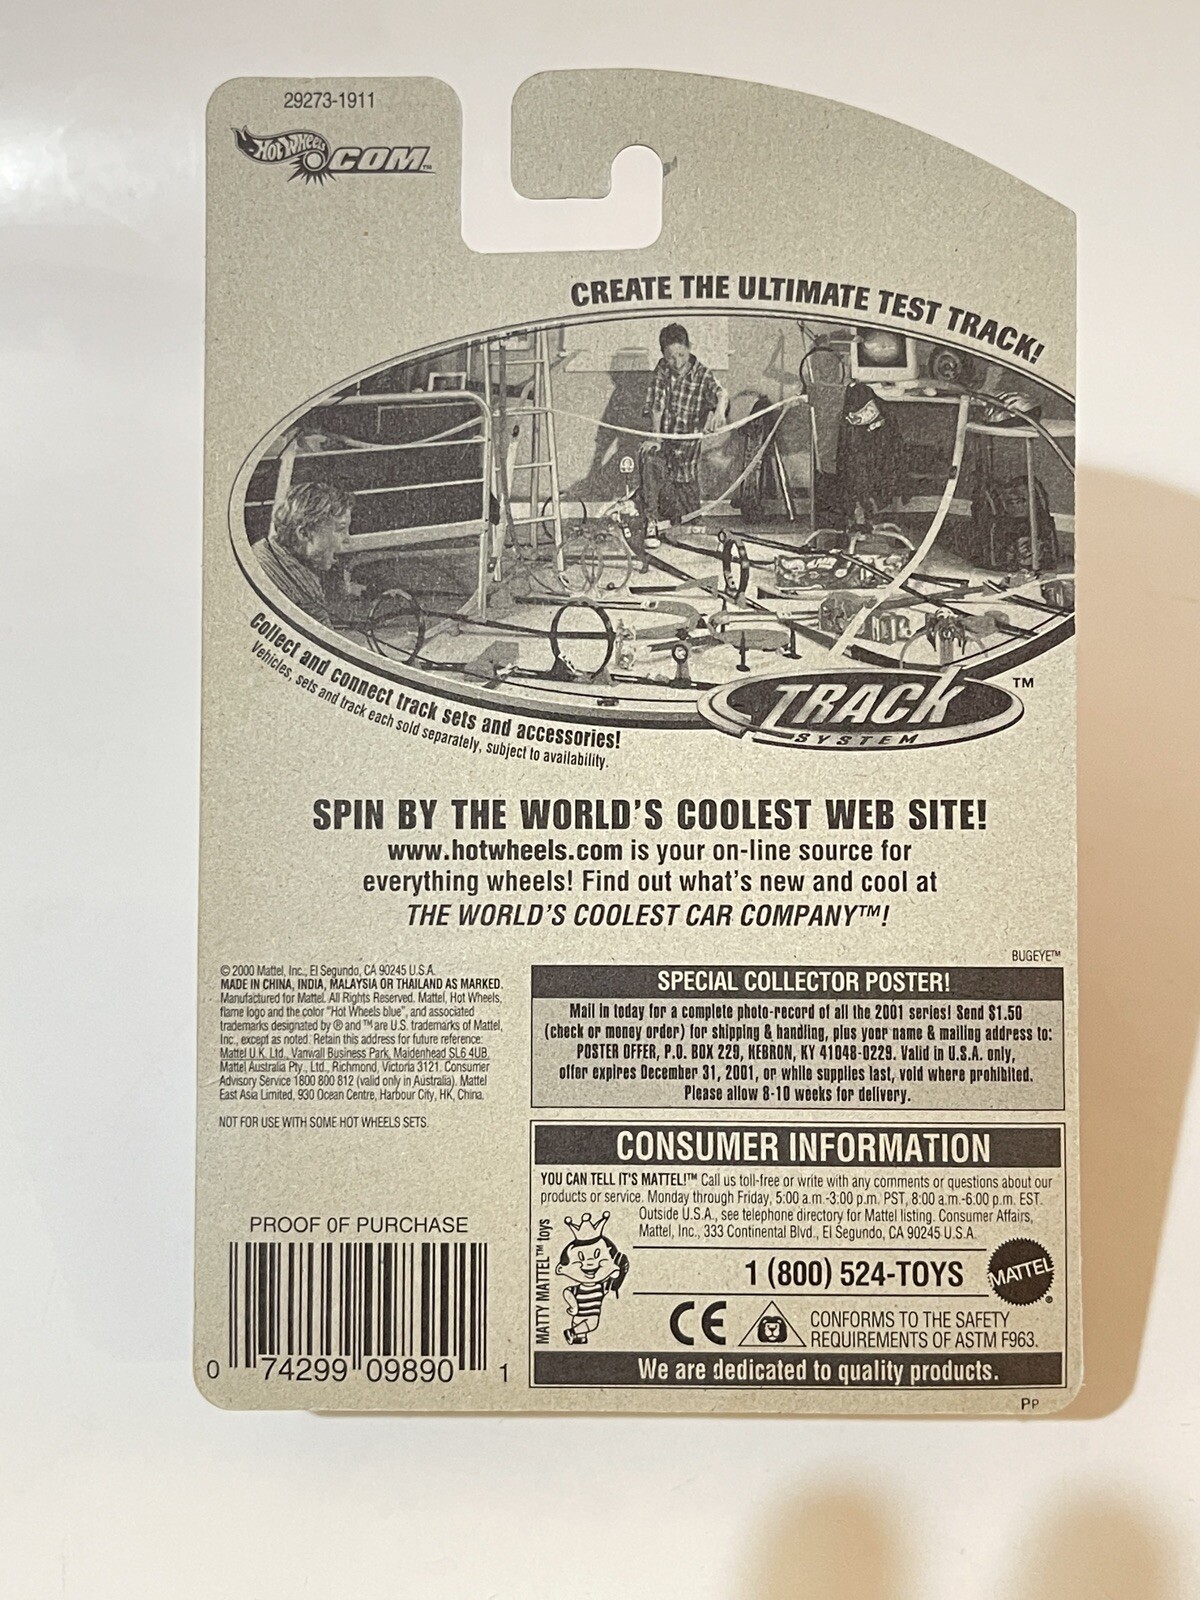 29273-1911
HOT WHEELS .COM™
CREATE THE ULTIMATE TEST TRACK!
Collect and connect track sets and accessories!
Vehicles, sets and track each sold separately, subject to availability.
TRACK ™
SYSTEM
SPIN BY THE WORLD'S COOLEST WEB SITE!
www.hotwheels.com is your on-line source for
everything wheels! Find out what's new and cool at
THE WORLD'S COOLEST CAR COMPANY™!
BUGEYE™
© 2000 Mattel, Inc., El Segundo, CA 90245 U.S.A.
MADE IN CHINA, INDIA, MALAYSIA OR THAILAND AS MARKED.
Manufactured for Mattel. All Rights Reserved. Mattel, Hot Wheels,
flame logo and the color "Hot Wheels blue", and associated
trademarks designated by ® and ™ are U.S. trademarks of Mattel,
Inc., except as noted. Retain this address for future reference:
Mattel U.K. Ltd., Vanwall Business Park, Maidenhead SL6 4UB.
Mattel Australia Pty., Ltd., Richmond, Victoria 3121. Consumer
Advisory Service 1800 800 812 (valid only in Australia). Mattel
East Asia Limited, 930 Ocean Centre, Harbour City, HK, China.
NOT FOR USE WITH SOME HOT WHEELS SETS.
SPECIAL COLLECTOR POSTER!
Mail in today for a complete photo-record of all the 2001 series! Send $1.50
(check or money order) for shipping & handling, plus your name & mailing address to:
POSTER OFFER, P.O. BOX 229, HEBRON, KY 41048-0229. Valid in U.S.A. only,
offer expires December 31, 2001, or while supplies last, void where prohibited.
Please allow 8-10 weeks for delivery.
CONSUMER INFORMATION
YOU CAN TELL IT'S MATTEL!™ Call us toll-free or write with any comments or questions about our
products or service. Monday through Friday, 5:00 a.m.-3:00 p.m. PST, 8:00 a.m.-6:00 p.m. EST.
Outside U.S.A., see telephone directory for Mattel listing. Consumer Affairs,
Mattel, Inc., 333 Continental Blvd., El Segundo, CA 90245 U.S.A.
MATTY MATTEL™ toys
1 (800) 524-TOYS
MATTEL®
CE
CONFORMS TO THE SAFETY
REQUIREMENTS OF ASTM F963.
We are dedicated to quality products.
PROOF OF PURCHASE
0 74299 09890 1
PP